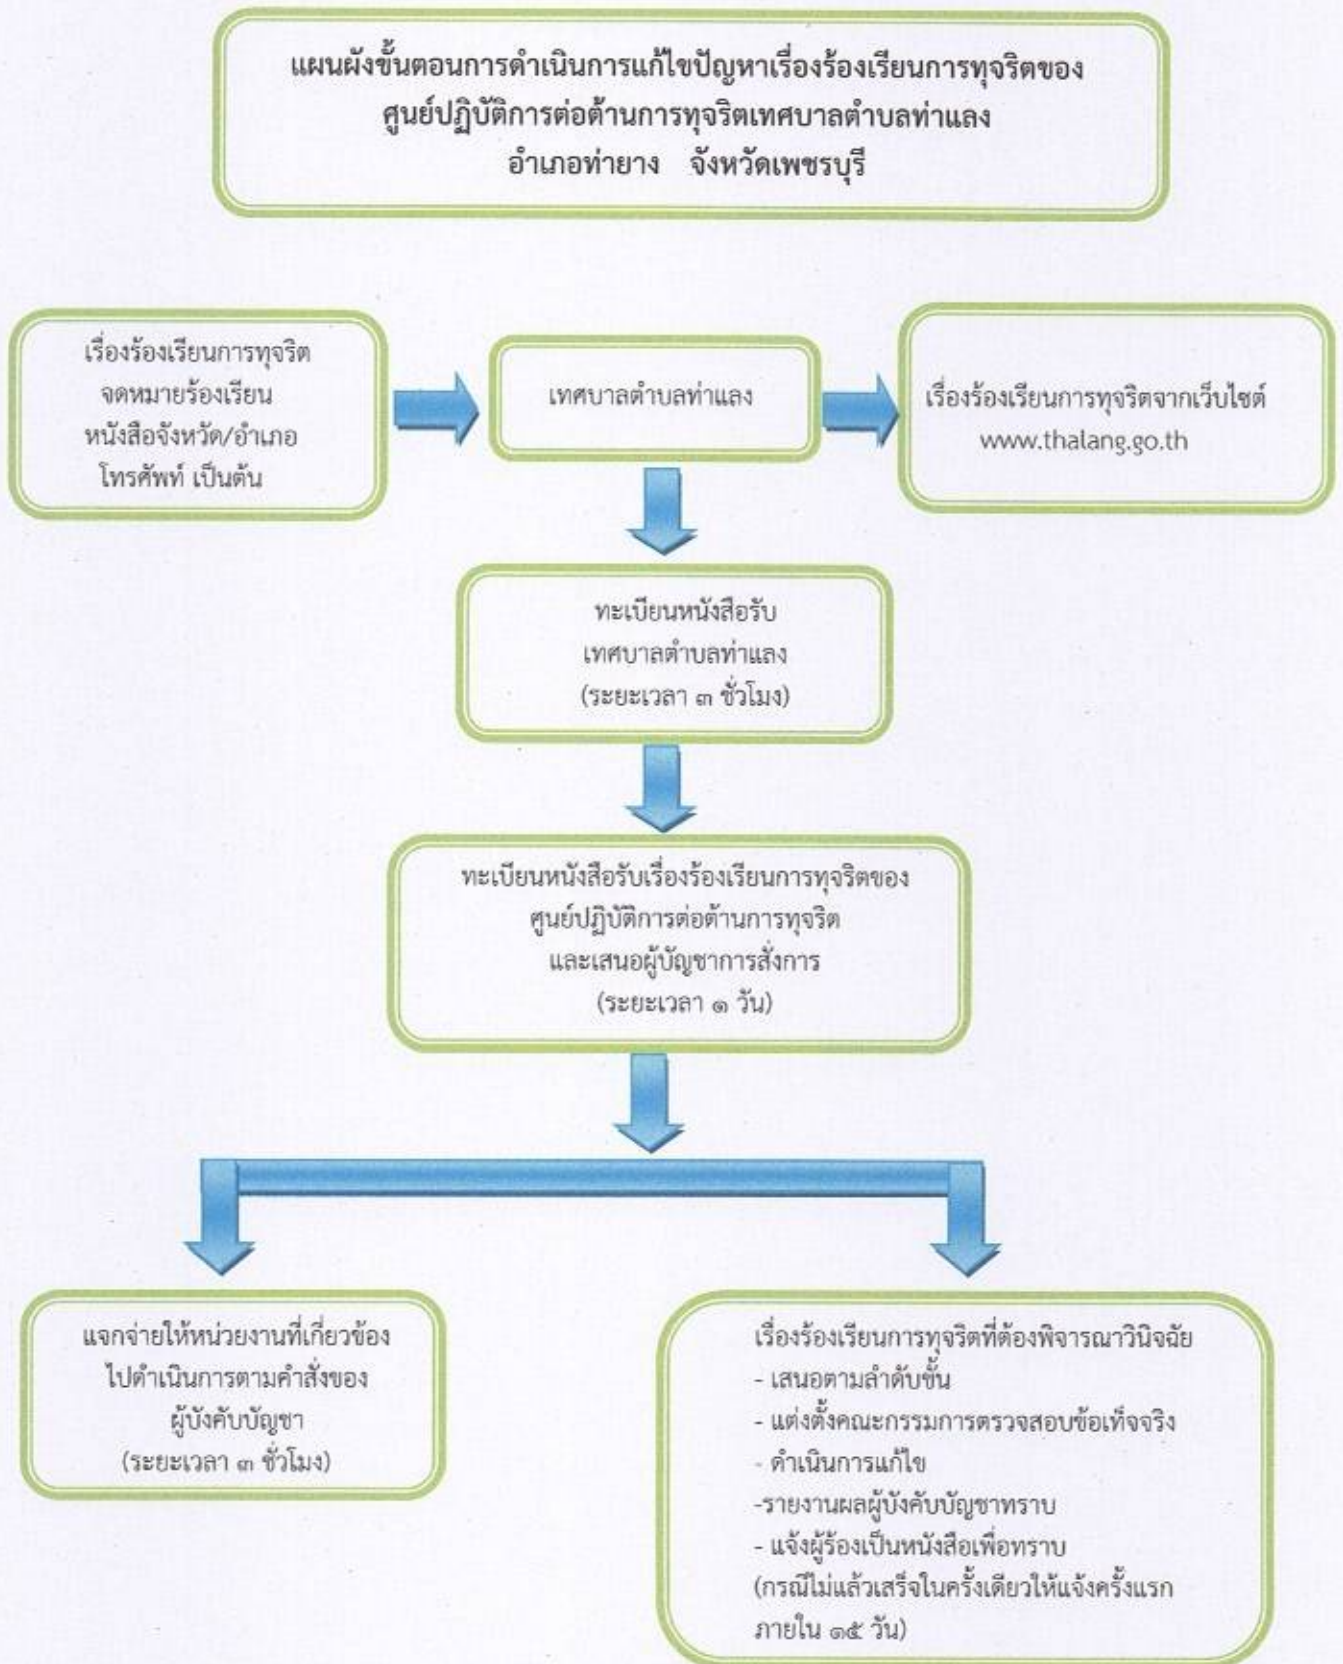 แผนผังขั้นตอนการดำเนินการแก้ไขปัญหาเรื่องร้องเรียนการทุจริตของ
ศูนย์ปฏิบัติการต่อต้านการทุจริตเทศบาลตำบลท่าแลง
อำเภอท่ายาง จังหวัดเพชรบุรี
เรื่องร้องเรียนการทุจริต
จดหมายร้องเรียน
หนังสือจังหวัด/อำเภอ
โทรศัพท์ เป็นต้น
เทศบาลตำบลท่าแลง
เรื่องร้องเรียนการทุจริตจากเว็บไซต์
www.thalang.go.th
ทะเบียนหนังสือรับ
เทศบาลตำบลท่าแลง
(ระยะเวลา ๓ ชั่วโมง)
ทะเบียนหนังสือรับเรื่องร้องเรียนการทุจริตของ
ศูนย์ปฏิบัติการต่อต้านการทุจริต
และเสนอผู้บัญชาการสั่งการ
(ระยะเวลา ๑ วัน)
แจกจ่ายให้หน่วยงานที่เกี่ยวข้อง
ไปดำเนินการตามคำสั่งของ
ผู้บังคับบัญชา
(ระยะเวลา ๓ ชั่วโมง)
เรื่องร้องเรียนการทุจริตที่ต้องพิจารณาวินิจฉัย
- เสนอตามลำดับชั้น
- แต่งตั้งคณะกรรมการตรวจสอบข้อเท็จจริง
- ดำเนินการแก้ไข
-รายงานผลผู้บังคับบัญชาทราบ
- แจ้งผู้ร้องเป็นหนังสือเพื่อทราบ
(กรณีไม่แล้วเสร็จในครั้งเดียวให้แจ้งครั้งแรก
ภายใน ๑๕ วัน)